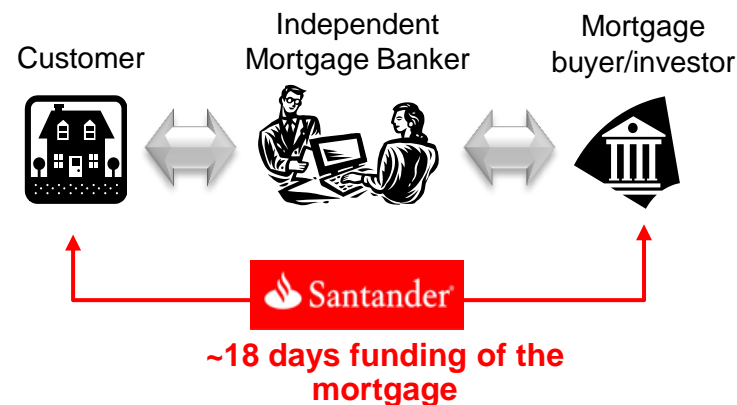 Customer
Independent
Mortgage Banker
Mortgage
buyer/investor
Santander
~18 days funding of the
mortgage